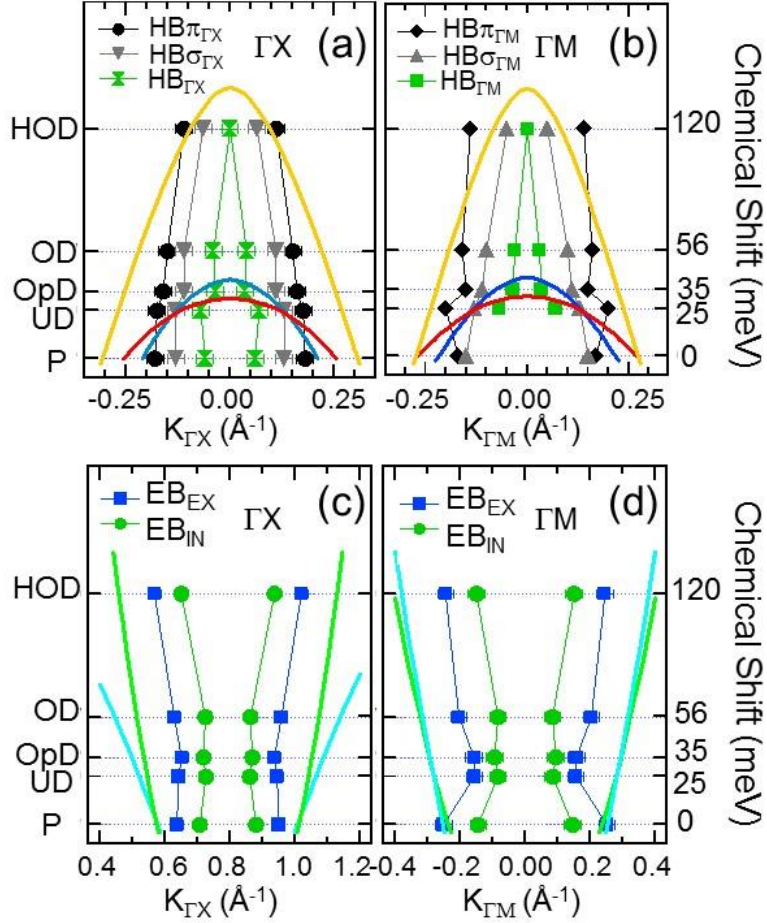 HBπΓX ΓX (a)
HBσΓX
HBΓX
HBπΓM ΓM (b)
HBσΓM
HBΓM
HOD
OD
OpD
UD
P
120
56
35
25
0
Chemical Shift (meV)
-0.25 0.00 0.25
KΓX (Å-1)
-0.25 0.00 0.25
KΓM (Å-1)
EBEX ΓX (c)
EBIN
EBEX ΓM (d)
EBIN
HOD
OD
OpD
UD
P
120
56
35
25
0
Chemical Shift (meV)
0.4 0.6 0.8 1.0 1.2
KΓX (Å-1)
-0.4 -0.2 0.00 0.2 0.4
KΓM (Å-1)